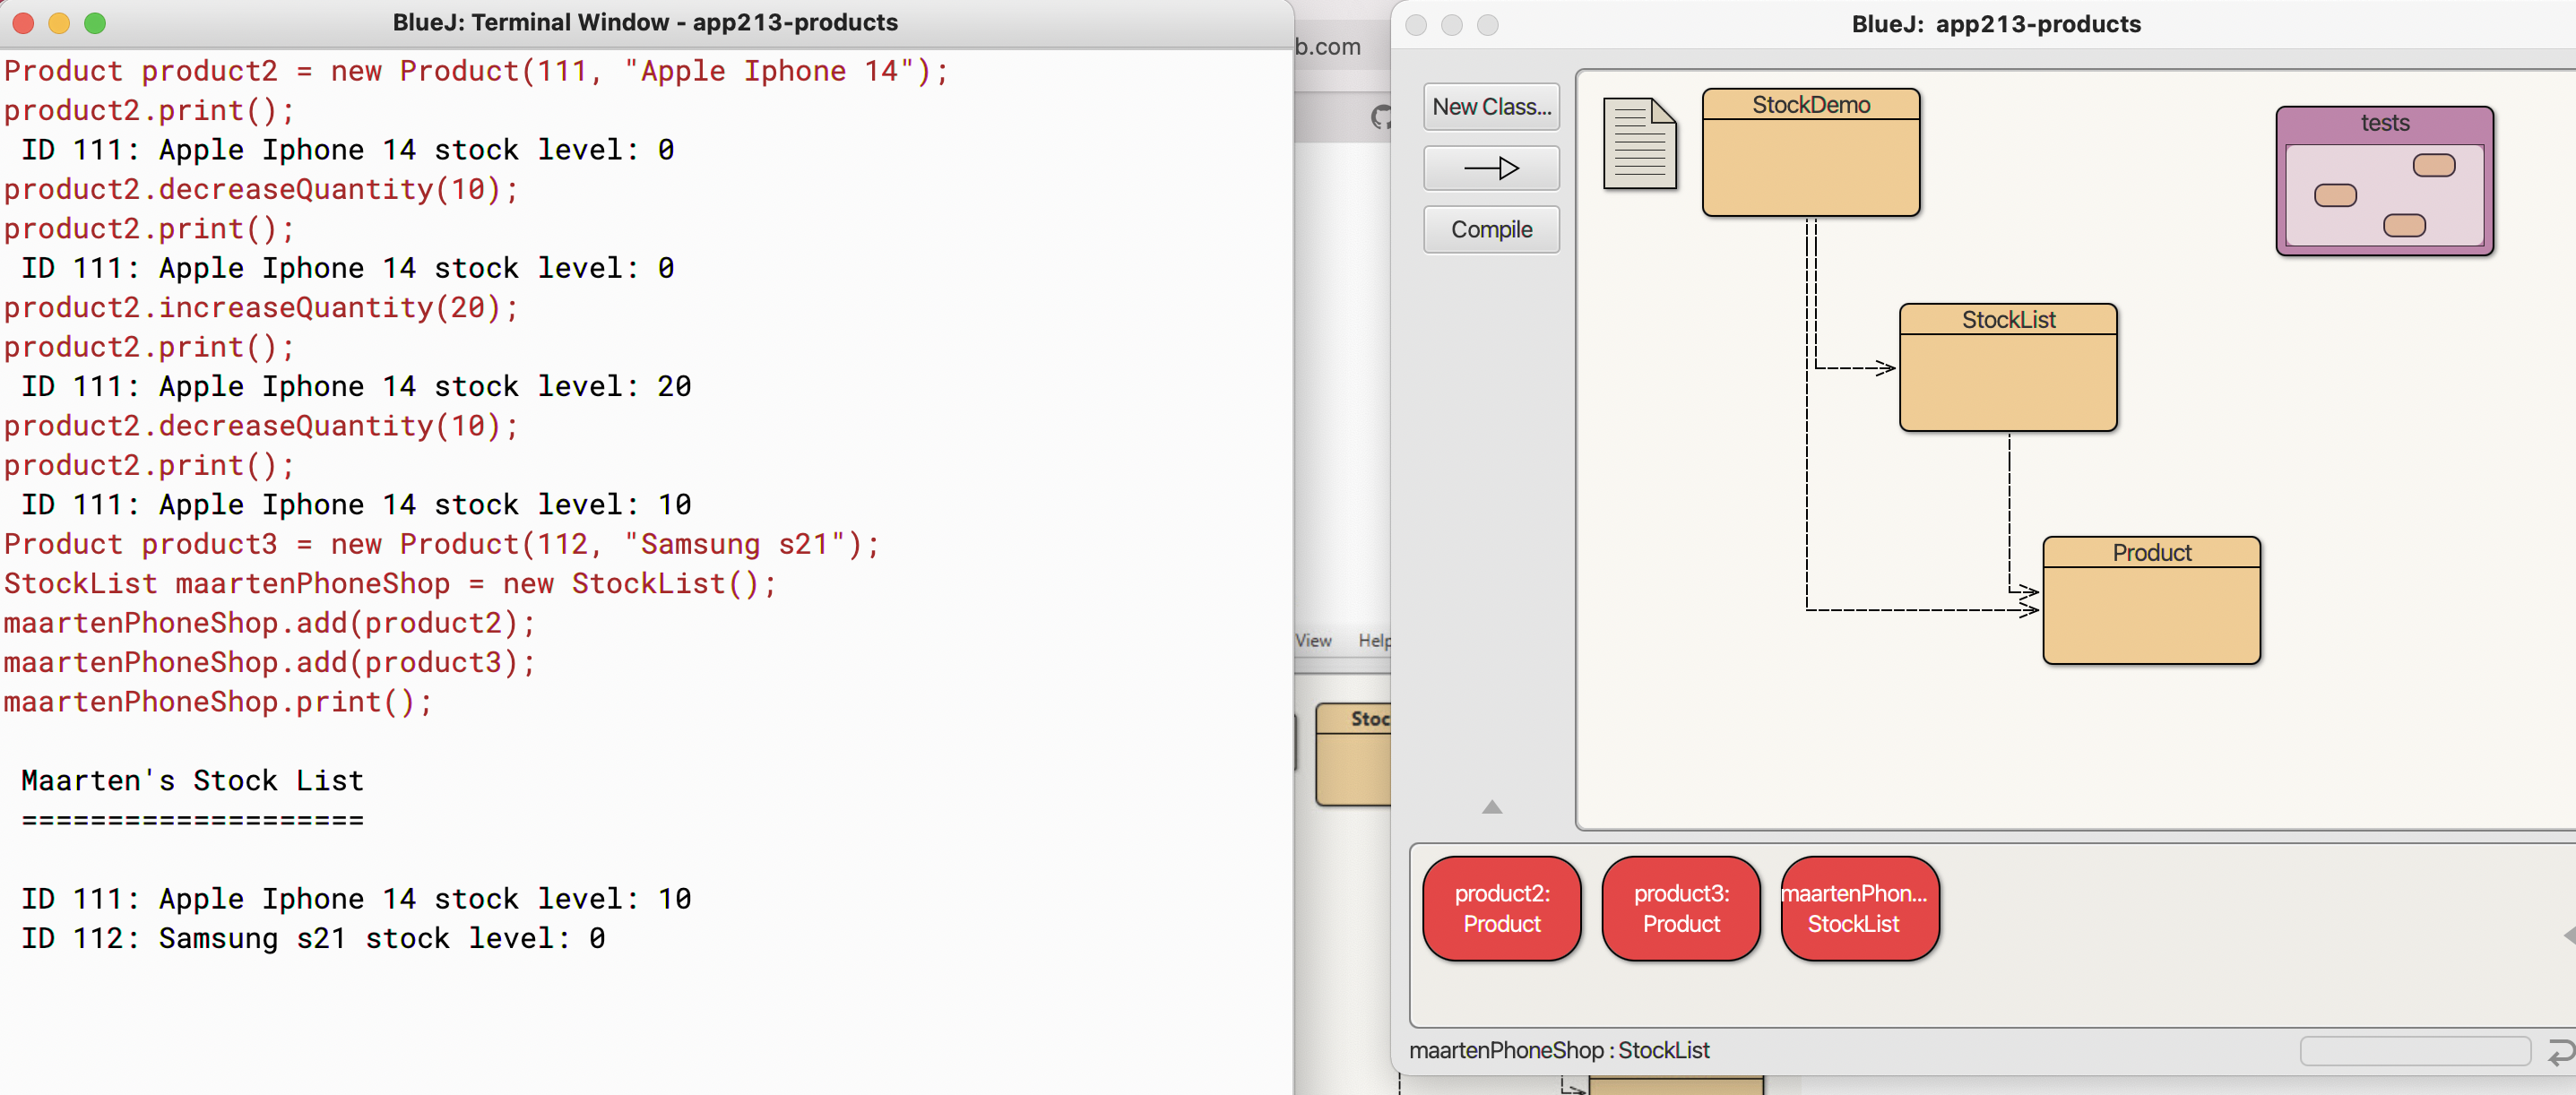 BlueJ: Terminal Window - app213-products
Product product2 = new Product(111, "Apple Iphone 14");
product2.print();
ID 111: Apple Iphone 14 stock level: 0
product2.decreaseQuantity(10);
product2.print();
ID 111: Apple Iphone 14 stock level: 0
product2.increaseQuantity(20);
product2.print();
ID 111: Apple Iphone 14 stock level: 20
product2.decreaseQuantity(10);
product2.print();
ID 111: Apple Iphone 14 stock level: 10
Product product3 = new Product(112, "Samsung s21");
StockList maartenPhoneShop = new StockList();
maartenPhoneShop.add(product2);
maartenPhoneShop.add(product3);
maartenPhoneShop.print();
Maarten's Stock List
====================
ID 111: Apple Iphone 14 stock level: 10
ID 112: Samsung s21 stock level: 0
b.com
View Help
Stoc
BlueJ: app213-products
New Class...
Compile
StockDemo
tests
StockList
Product
product2:
Product
product3:
Product
maartenPhon...
StockList
maartenPhoneShop : StockList